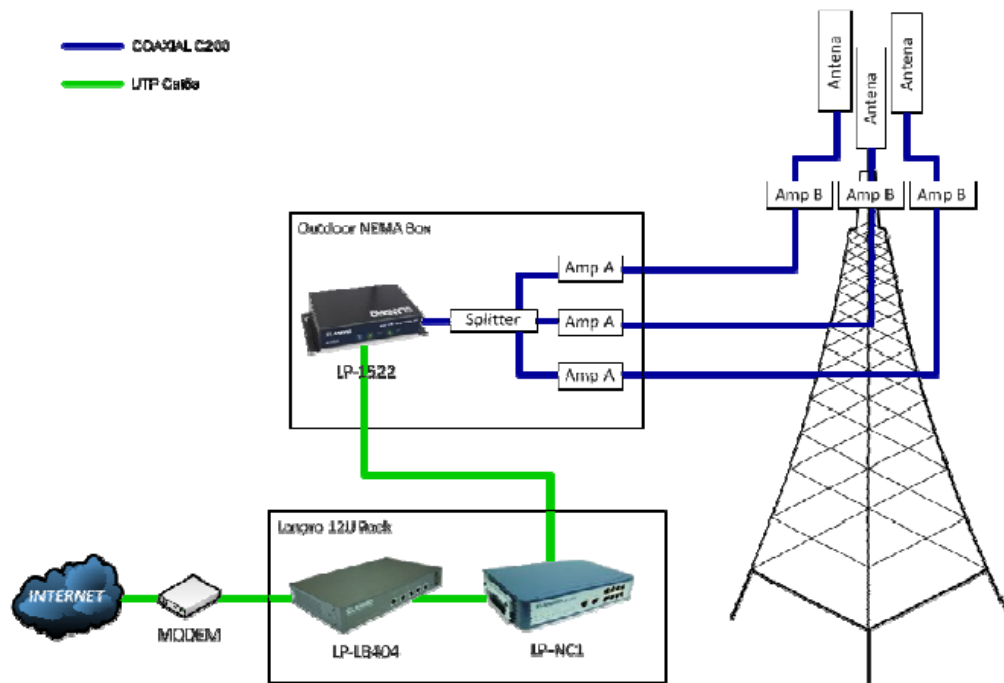 COAXIAL C200
UTP Cat6a
Antena
Antena
Antena
Amp B
Amp B
Amp B
Outdoor NEMA Box
Amp A
Splitter
Amp A
LP-1522
Amp A
Lanpro 12U Rack
INTERNET
MODEM
LP-LB404
LP-NC1